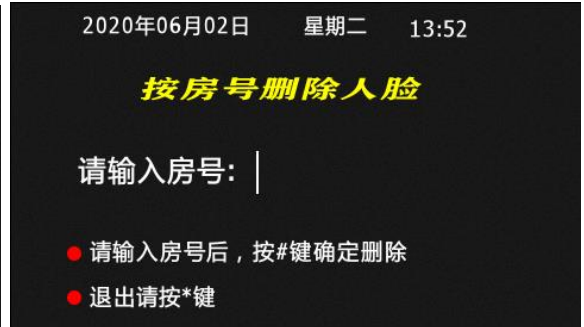 2020年06月02日 星期二 13:52
按房号删除人脸
请输入房号:
请输入房号后，按#键确定删除
退出请按*键